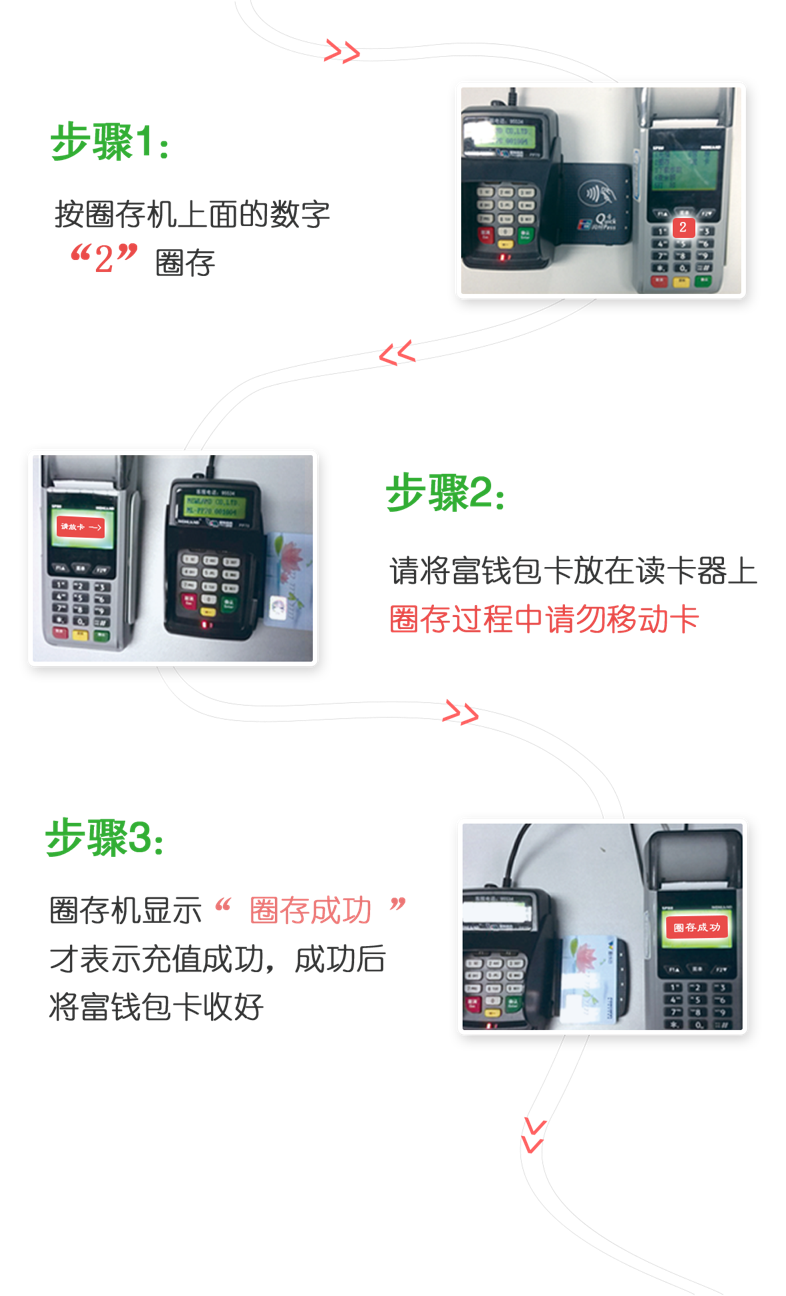 步骤1：
按圈存机上面的数字
“2”圈存
2
步骤2：
请将富钱包卡放在读卡器上
圈存过程中请勿移动卡
请放卡
步骤3：
圈存机显示“ 圈存成功 ”
才表示充值成功，成功后
将富钱包卡收好
圈存成功